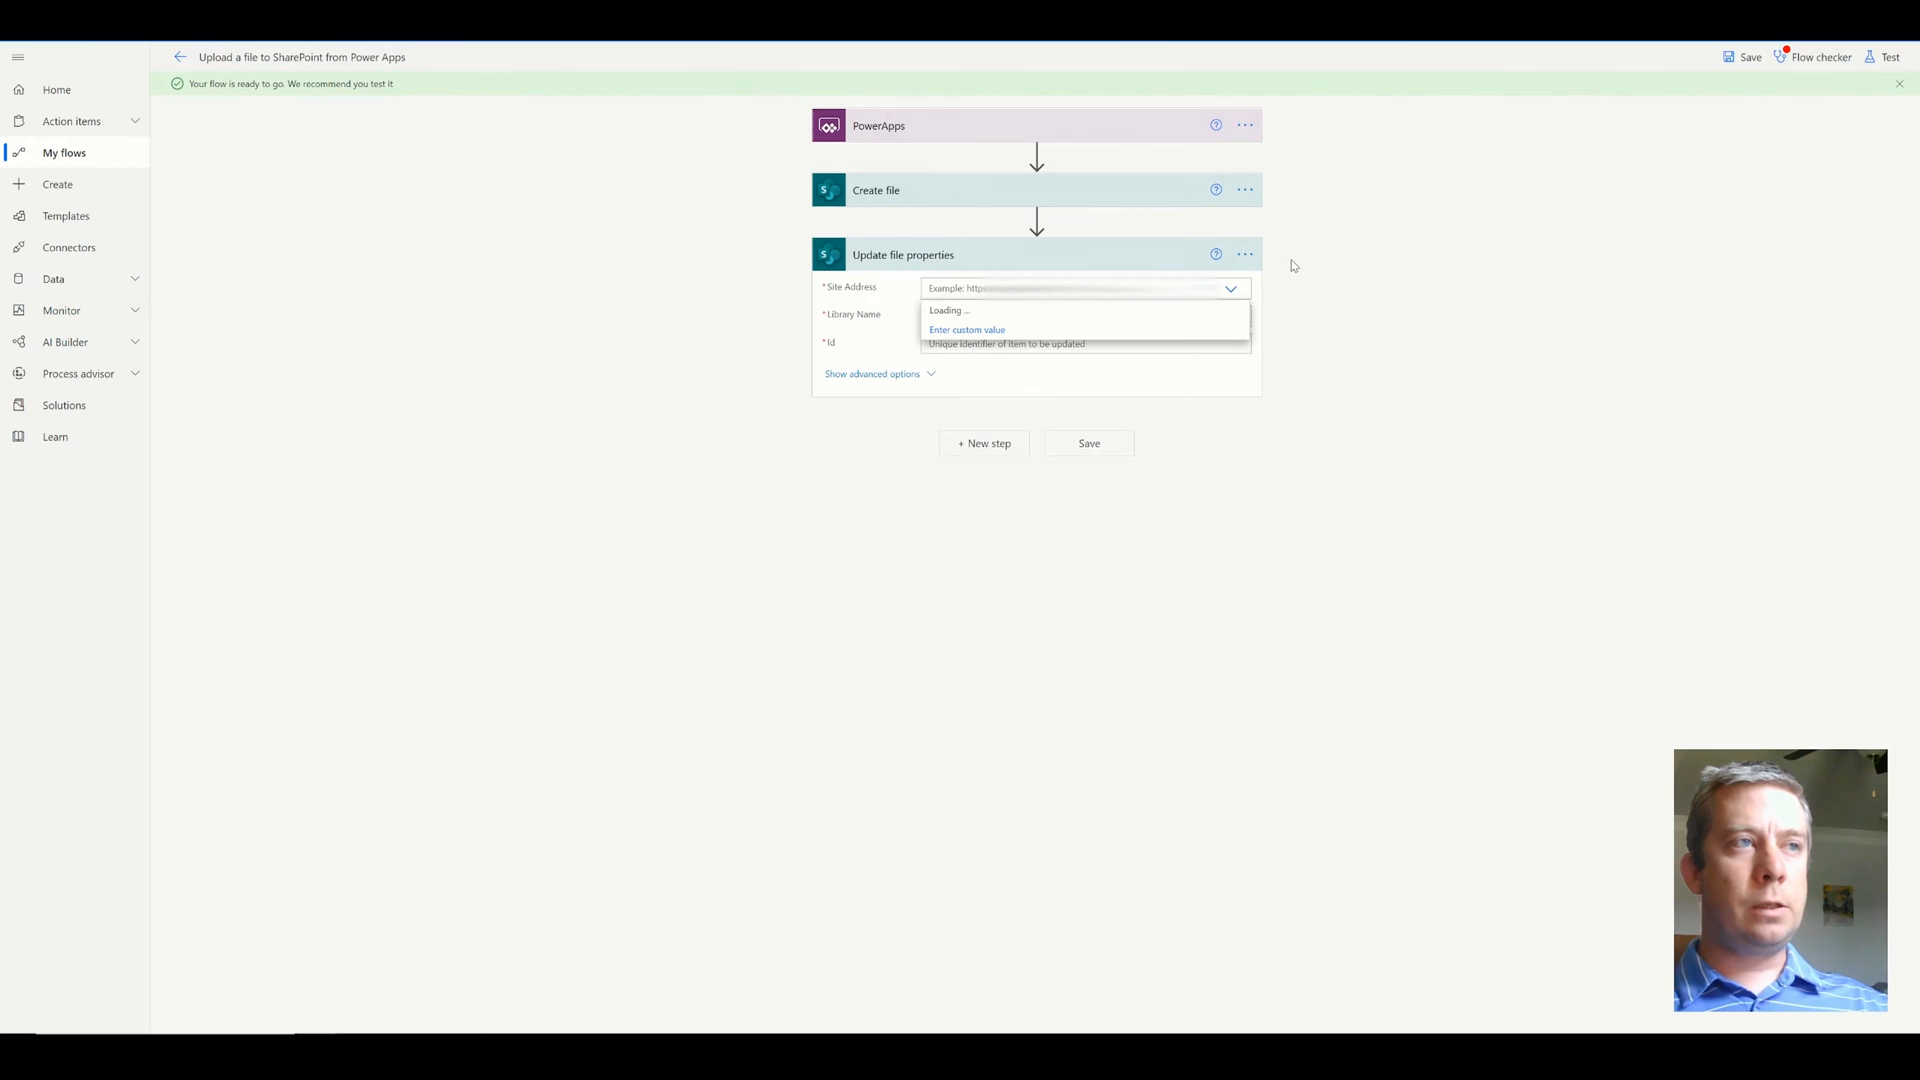 Upload a file to SharePoint from Power Apps
Save
Flow checker
Test
Your flow is ready to go. We recommend you test it
Home
Action items
My flows
Create
Templates
Connectors
Data
Monitor
AI Builder
Process advisor
Solutions
Learn
PowerApps
Create file
Update file properties
* Site Address
Example: http
Loading ...
* Library Name
Enter custom value
* Id
Unique identifier of item to be updated
Show advanced options
+ New step
Save